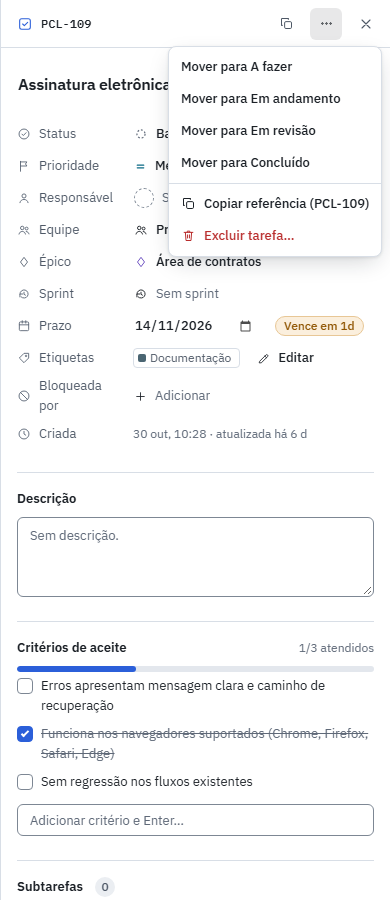 PCL-109
Mover para A fazer
Mover para Em andamento
Mover para Em revisão
Mover para Concluído
Copiar referência (PCL-109)
Excluir tarefa...
Assinatura eletrônica
Status
Prioridade
Responsável
Equipe
Épico Área de contratos
Sprint Sem sprint
Prazo 14/11/2026 Vence em 1d
Etiquetas Documentação Editar
Bloqueada
por
Adicionar
Criada 30 out, 10:28 · atualizada há 6 d
Descrição
Sem descrição.
Critérios de aceite 1/3 atendidos
Erros apresentam mensagem clara e caminho de
recuperação
Funciona nos navegadores suportados (Chrome, Firefox,
Safari, Edge)
Sem regressão nos fluxos existentes
Adicionar critério e Enter...
Subtarefas 0